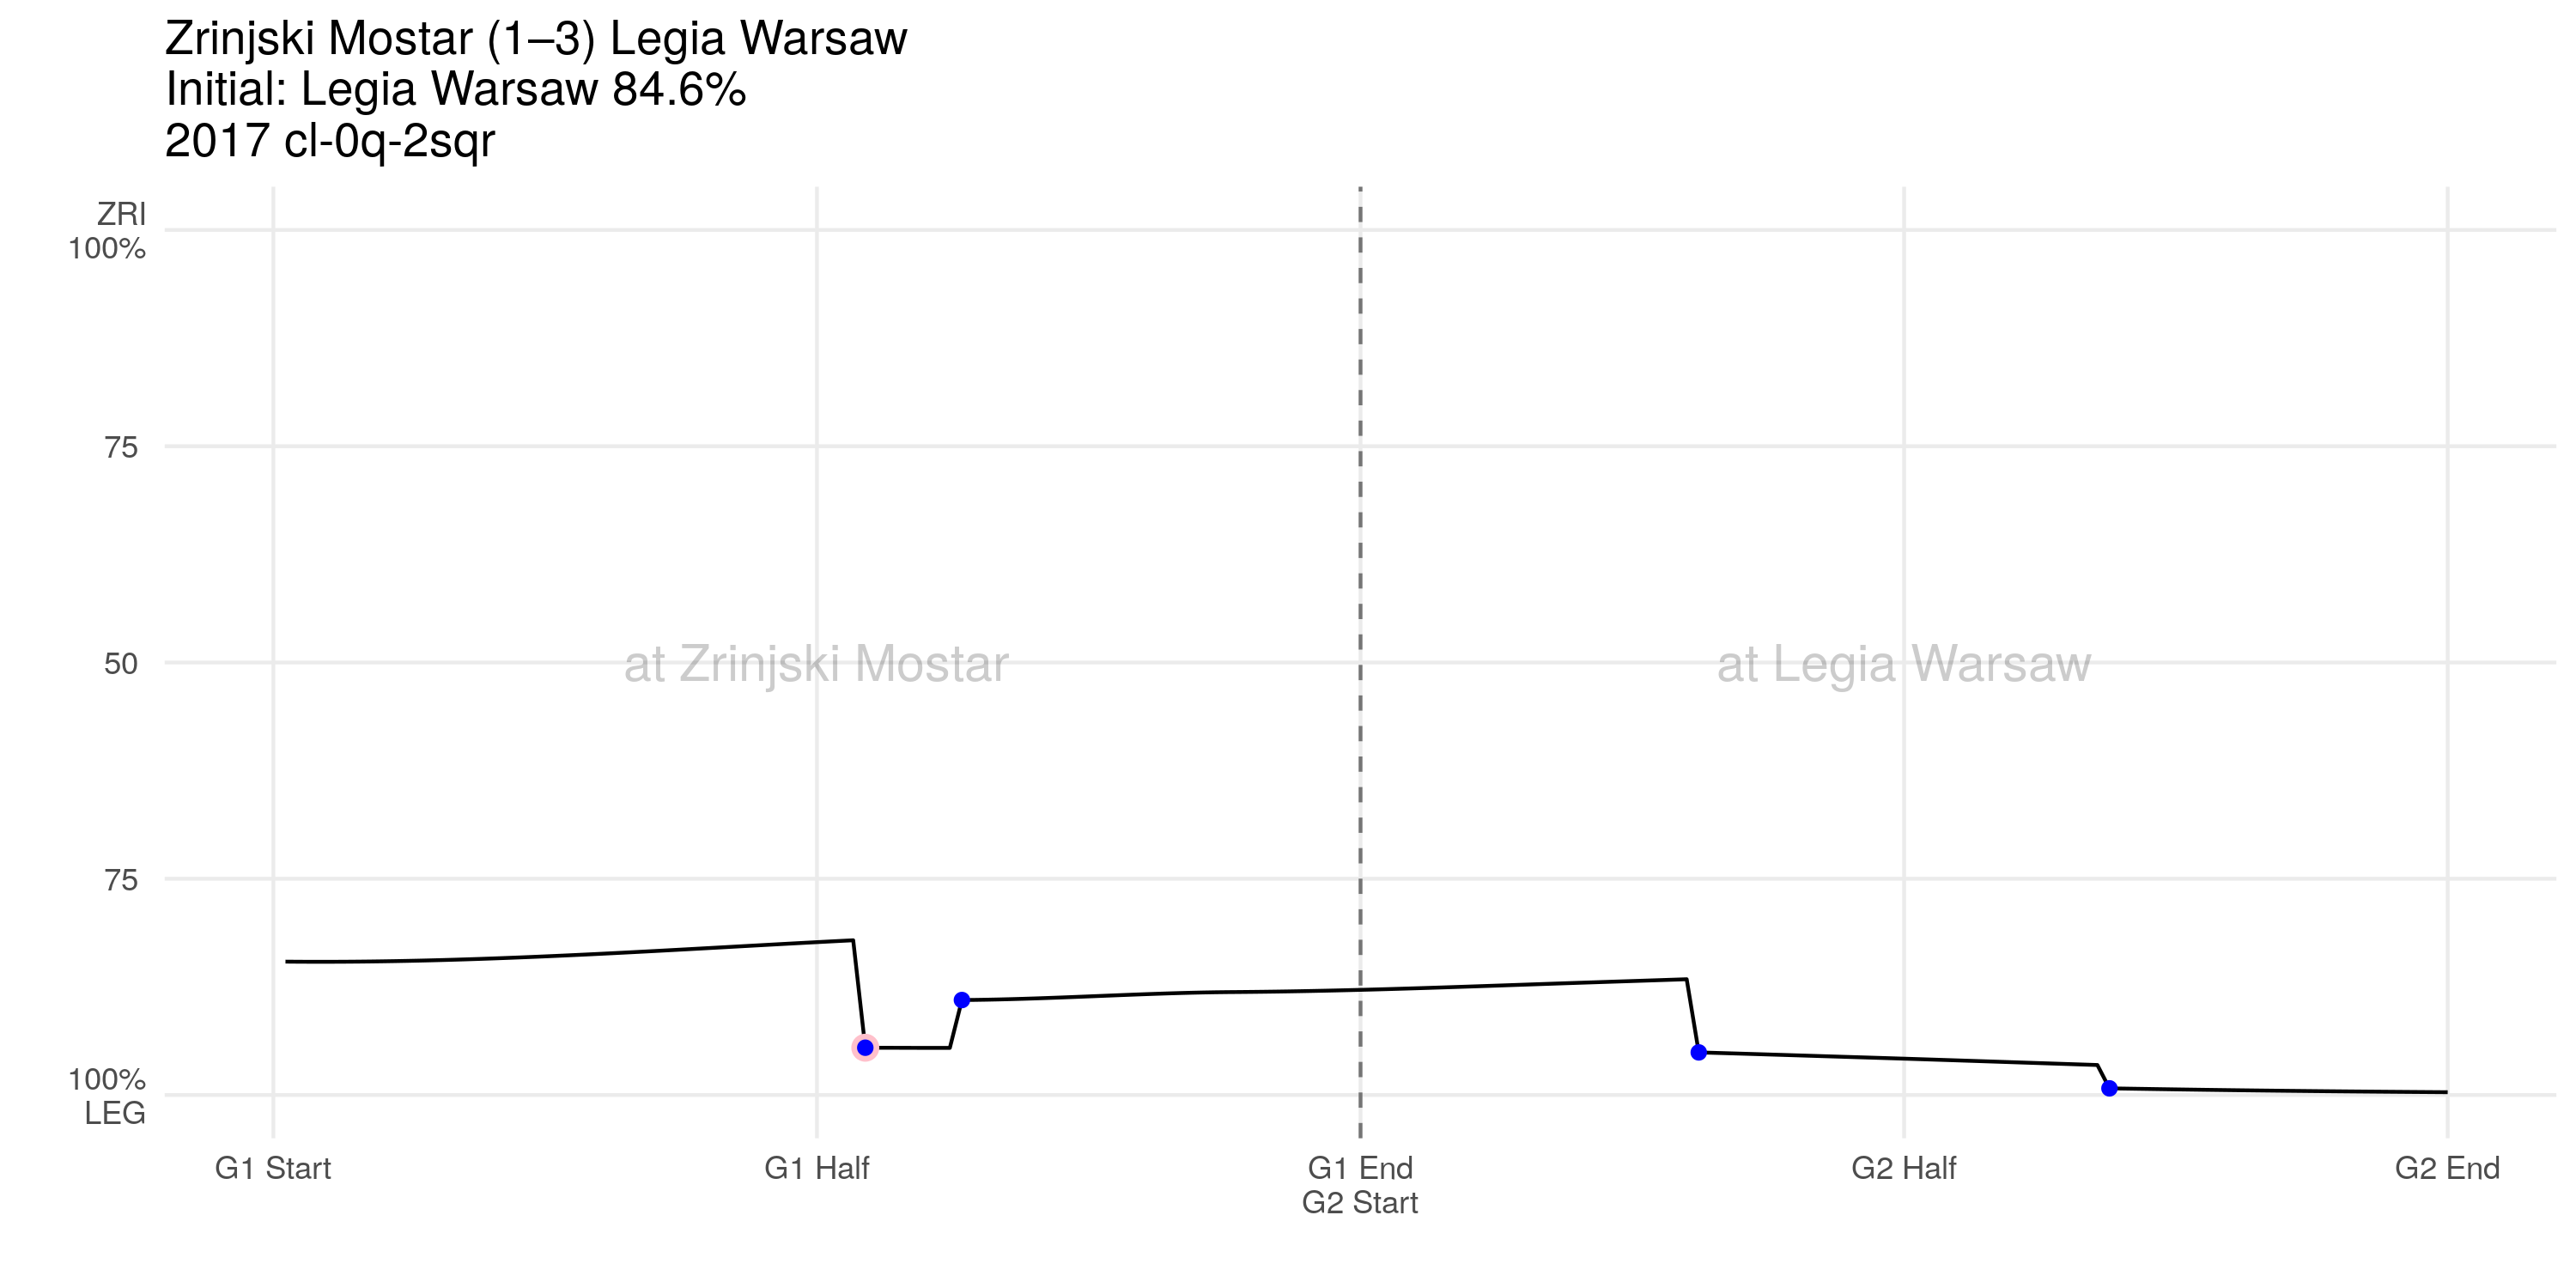 Zrinjski Mostar (1–3) Legia Warsaw
Initial: Legia Warsaw 84.6%
2017 cl-0q-2sqr
ZRI
100%
75
50
at Zrinjski Mostar
at Legia Warsaw
75
100%
LEG
G1 Start
G1 Half
G1 End
G2 Start
G2 Half
G2 End